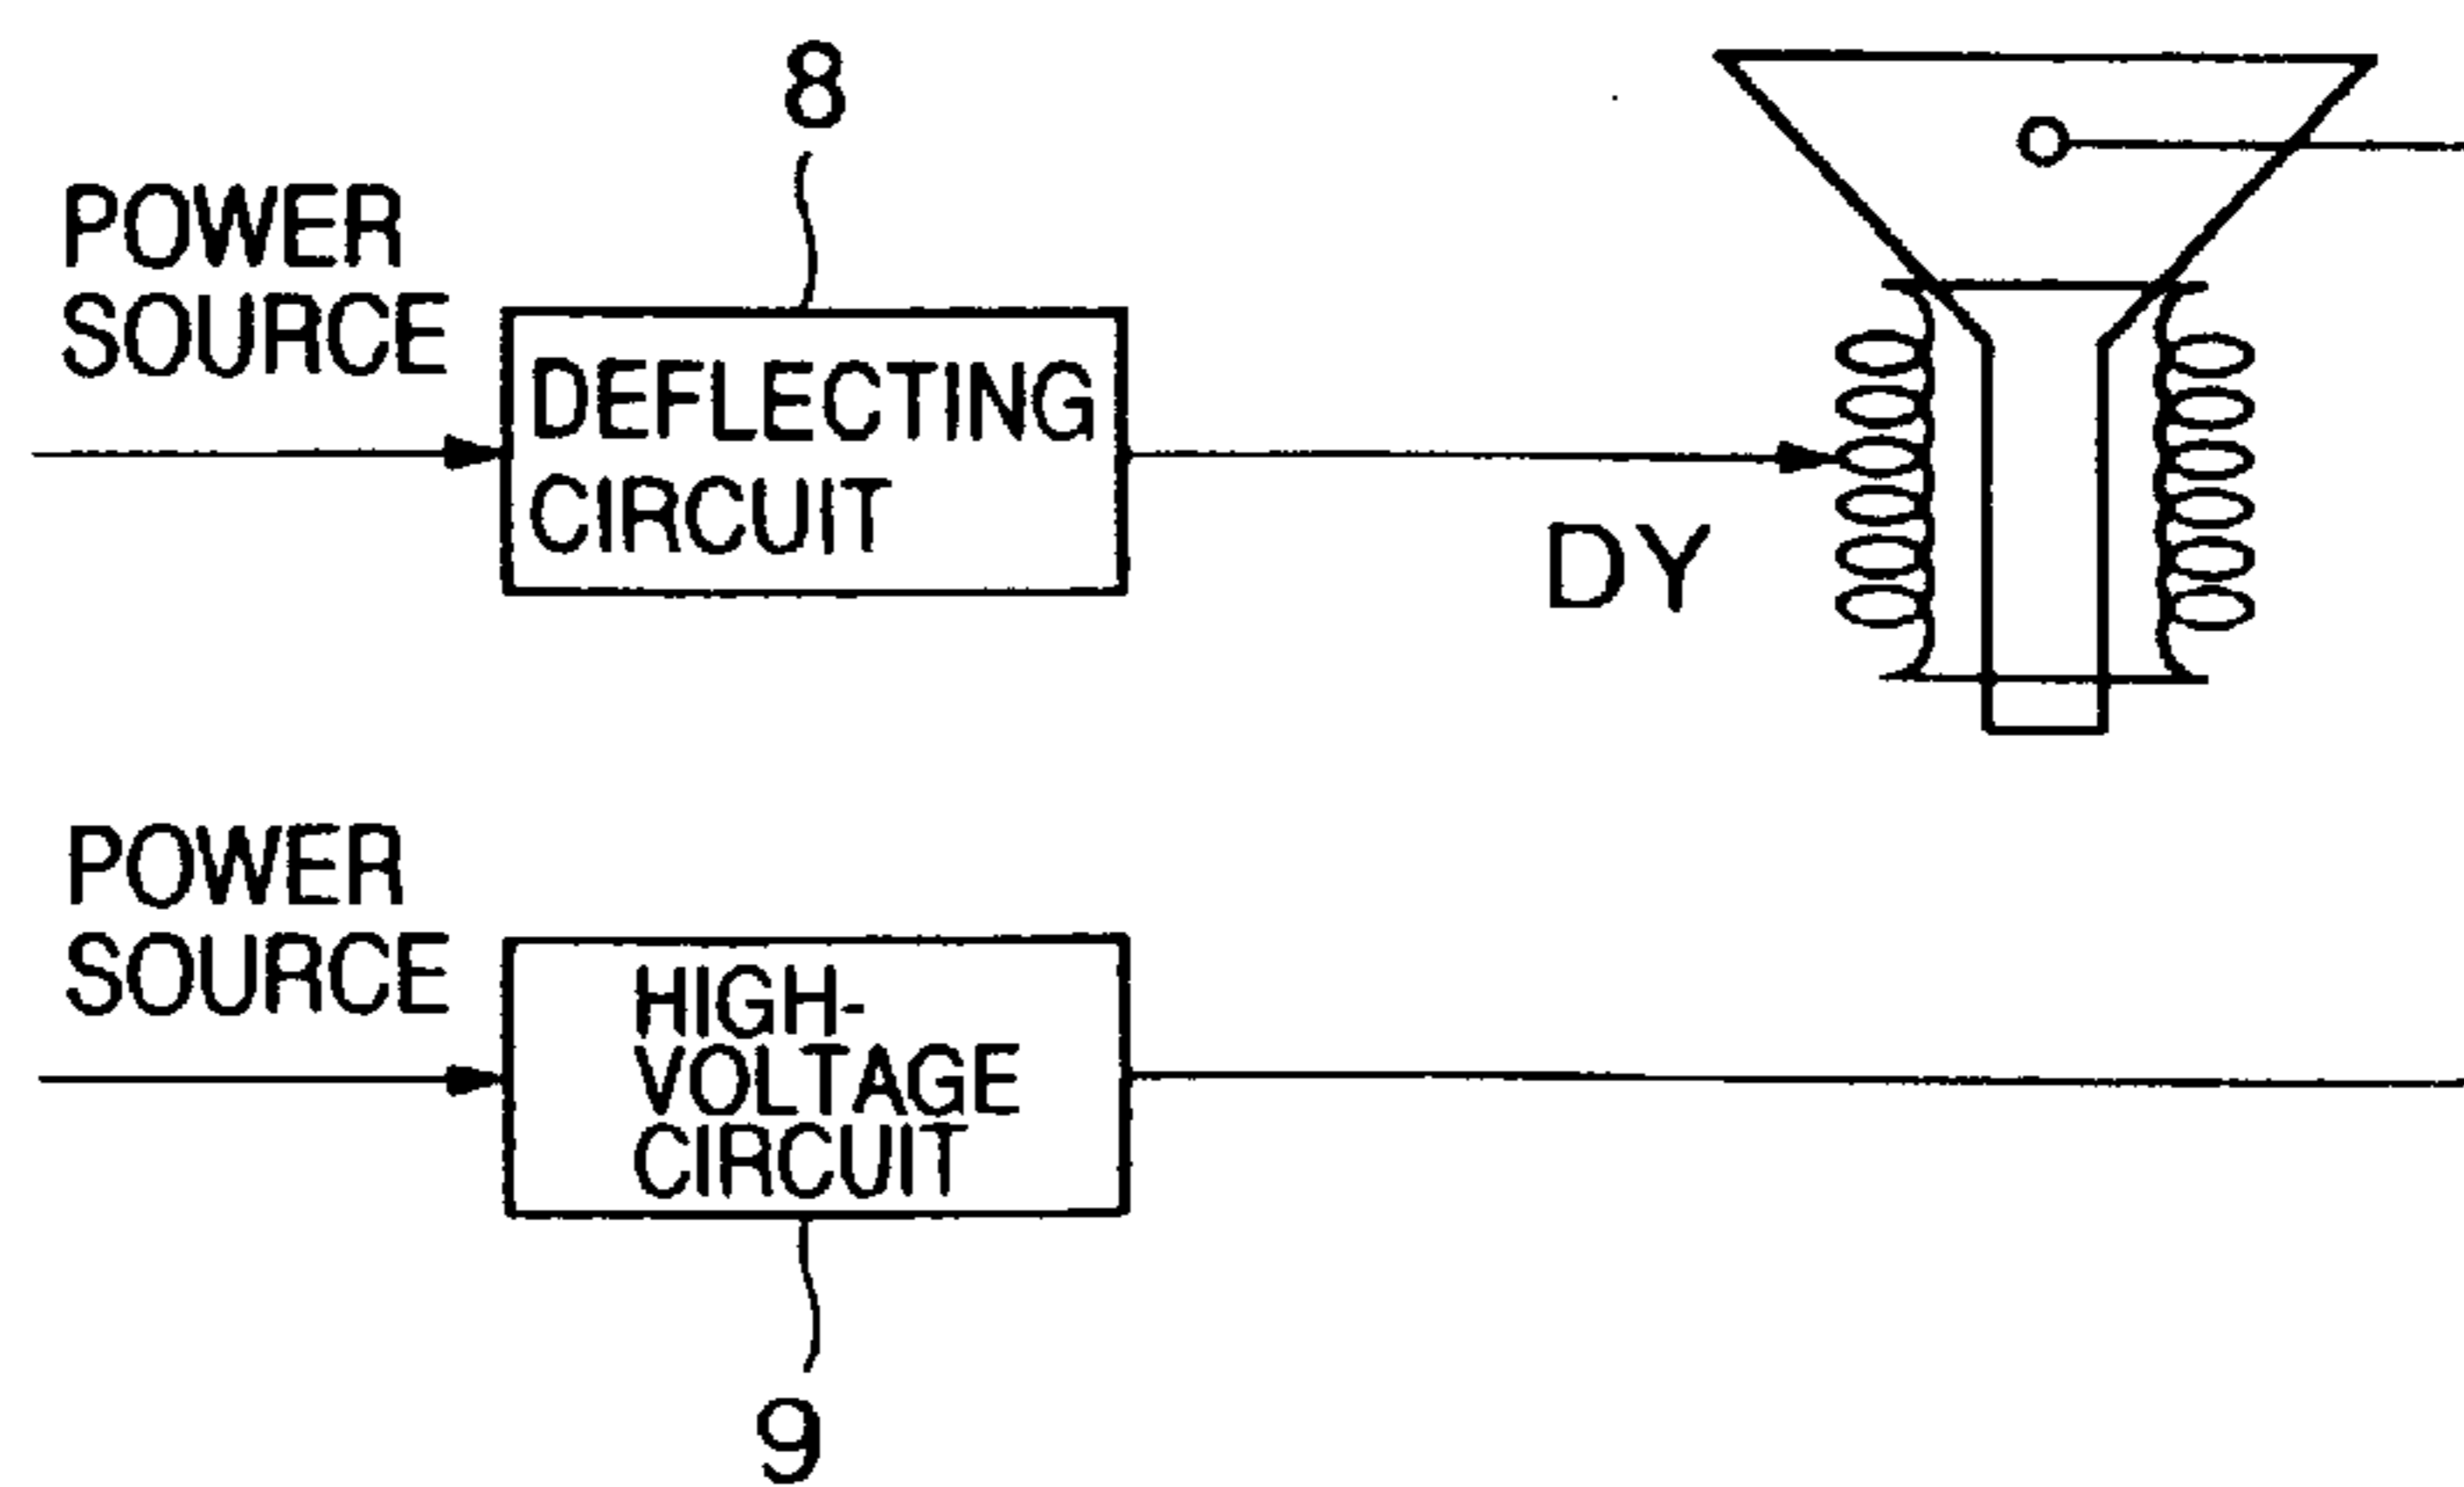 8
POWER
SOURCE
DEFLECTING
CIRCUIT
DY
POWER
SOURCE
HIGH-
VOLTAGE
CIRCUIT
9